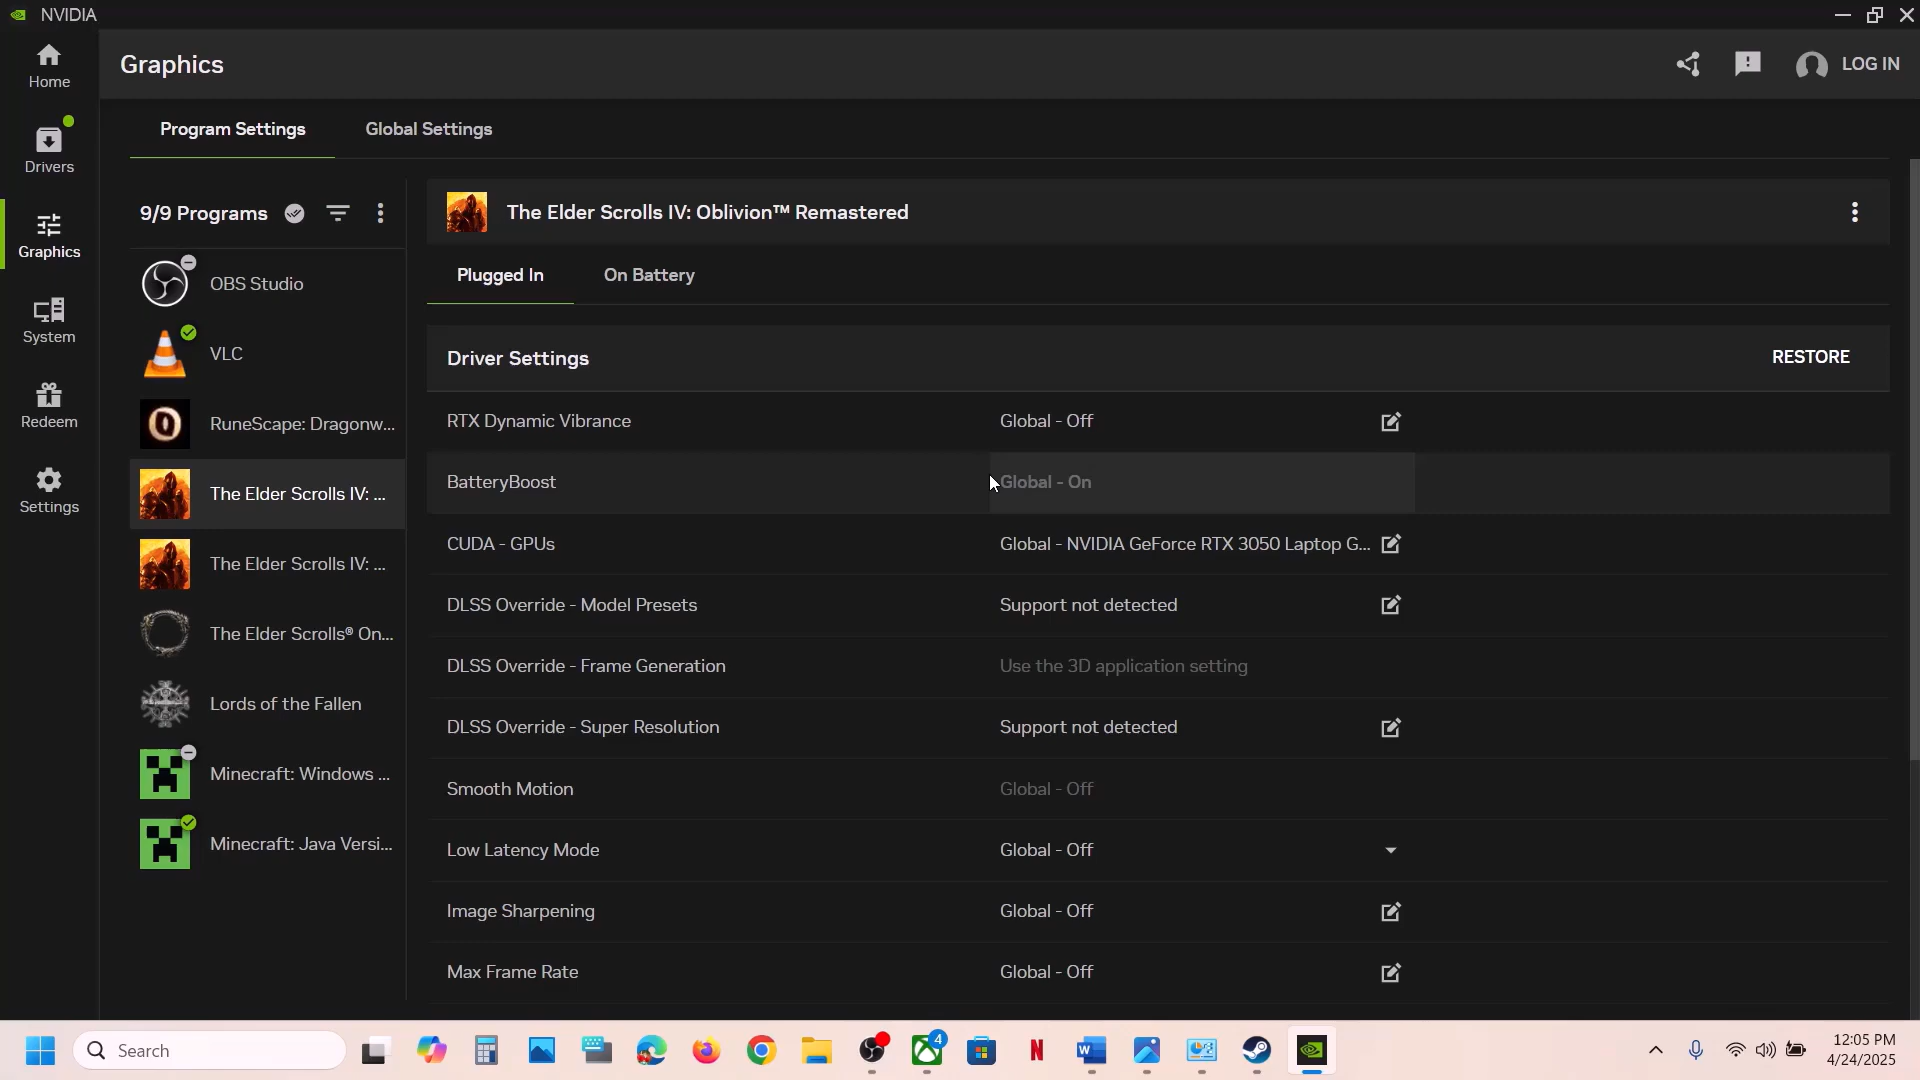 NVIDIA
Home
Drivers
Graphics
System
Redeem
Settings
Graphics
LOG IN
Program Settings
Global Settings
9/9 Programs
OBS Studio
VLC
RuneScape: Dragonw...
The Elder Scrolls IV: ...
The Elder Scrolls IV: ...
The Elder Scrolls® On...
Lords of the Fallen
Minecraft: Windows ...
Minecraft: Java Versi...
The Elder Scrolls IV: Oblivion™ Remastered
Plugged In
On Battery
Driver Settings
RESTORE
RTX Dynamic Vibrance
Global - Off
BatteryBoost
Global - On
CUDA - GPUs
Global - NVIDIA GeForce RTX 3050 Laptop G...
DLSS Override - Model Presets
Support not detected
DLSS Override - Frame Generation
Use the 3D application setting
DLSS Override - Super Resolution
Support not detected
Smooth Motion
Global - Off
Low Latency Mode
Global - Off
Image Sharpening
Global - Off
Max Frame Rate
Global - Off
Search
4
12:05 PM
4/24/2025